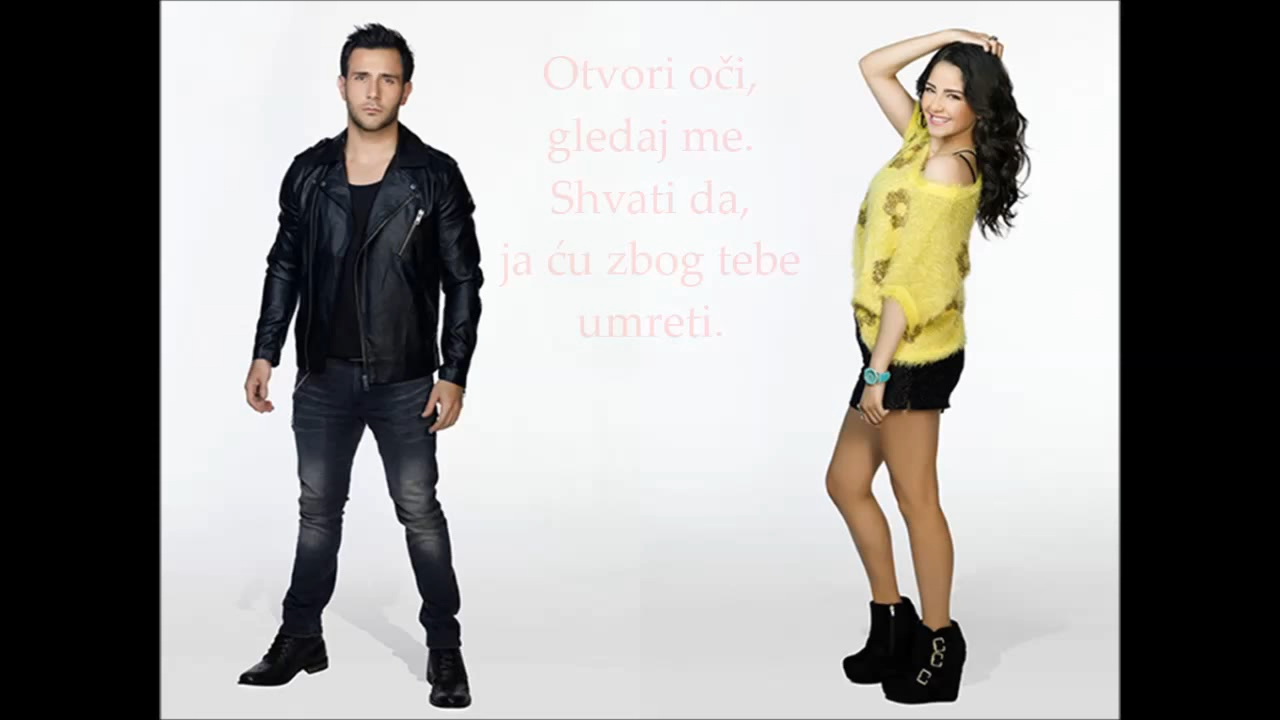 Otvori oči,
gledaj me.
Shvati da,
ja ću zbog tebe
umreti.